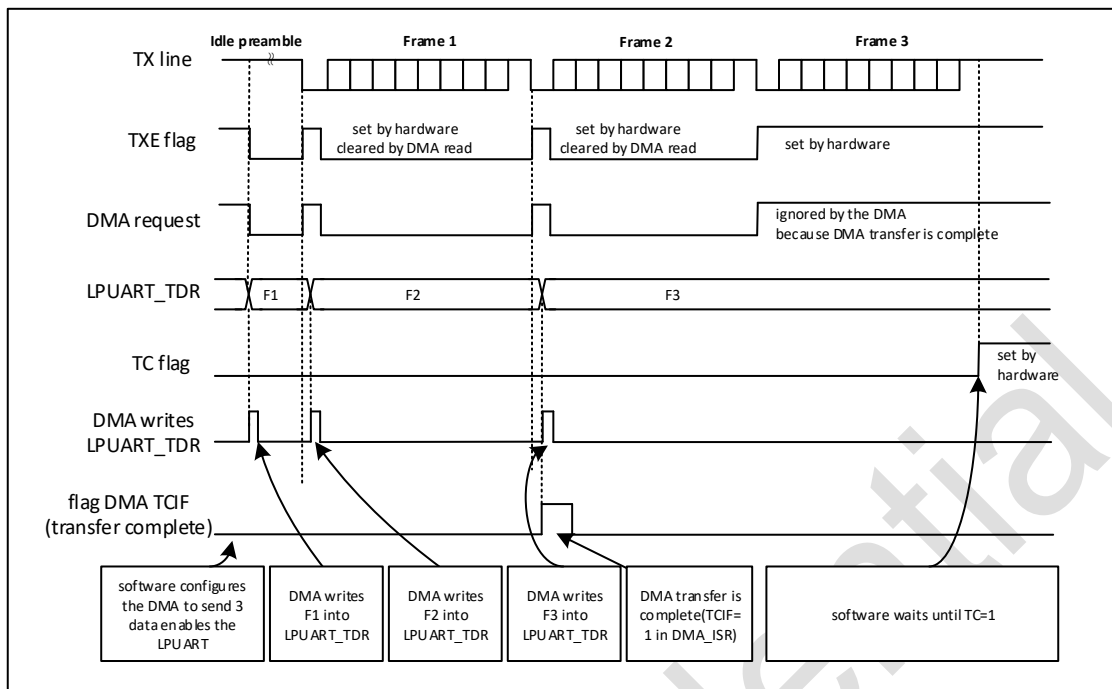 Idle preamble
Frame 1
Frame 2
Frame 3
TX line
TXE flag
set by hardware
cleared by DMA read
set by hardware
cleared by DMA read
set by hardware
DMA request
ignored by the DMA
because DMA transfer is complete
LPUART_TDR
F1
F2
F3
TC flag
set by
hardware
DMA writes
LPUART_TDR
flag DMA TCIF
(transfer complete)
software configures
the DMA to send 3
data enables the
LPUART
DMA writes
F1 into
LPUART_TDR
DMA writes
F2 into
LPUART_TDR
DMA writes
F3 into
LPUART_TDR
DMA transfer is
complete(TCIF=
1 in DMA_ISR)
software waits until TC=1